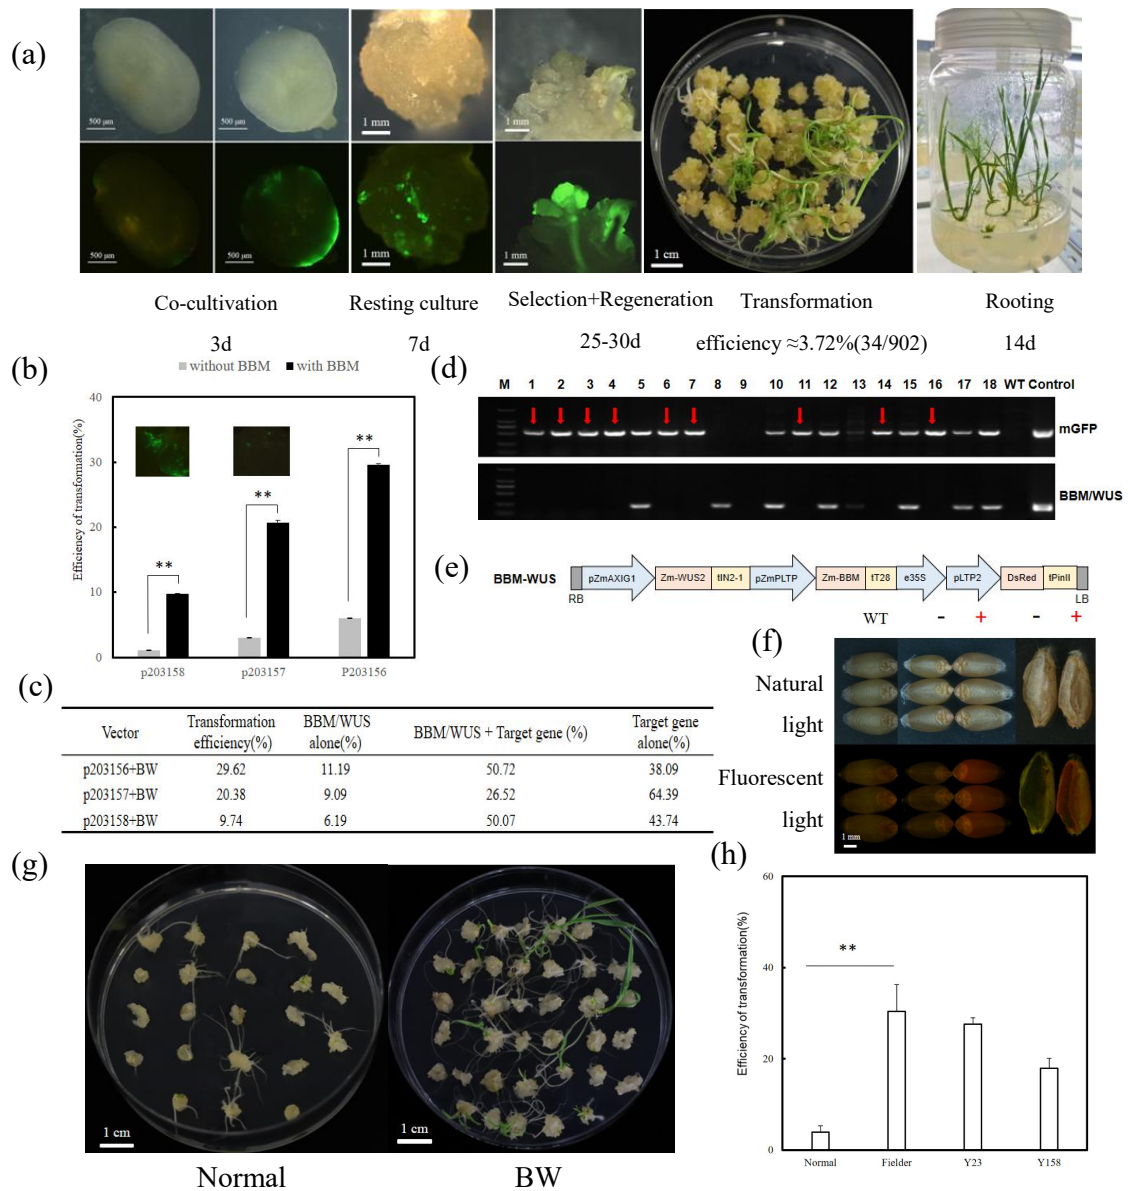 (a)
500 μm
500 μm
1 mm
1 mm
500 μm
500 μm
1 mm
1 mm
1 cm
Co-cultivation
3d
Resting culture
7d
Selection+Regeneration
25-30d
Transformation
efficiency ≈3.72%(34/902)
Rooting
14d
(b)
without BBM with BBM
Efficiency of transformation(%)
40
30
20
10
0
**
**
**
p203158 p203157 P203156
(d)
M 1 2 3 4 5 6 7 8 9 10 11 12 13 14 15 16 17 18 WT Control
mGFP
BBM/WUS
(e)
BBM-WUS
pZmAXIG1 Zm-WUS2 tIN2-1 pZmPLTP Zm-BBM tT28 e35S pLTP2 DsRed tPinII
RB LB
(c)
Vector Transformation efficiency(%) BBM/WUS alone(%) BBM/WUS + Target gene (%) Target gene alone(%)
p203156+BW 29.62 11.19 50.72 38.09
p203157+BW 20.38 9.09 26.52 64.39
p203158+BW 9.74 6.19 50.07 43.74
(f)
WT - + - +
Natural
light
Fluorescent
light
1 mm
(g)
1 cm
1 cm
Normal BW
(h)
Efficiency of transformation(%)
60
40
20
0
**
Normal Fielder Y23 Y158